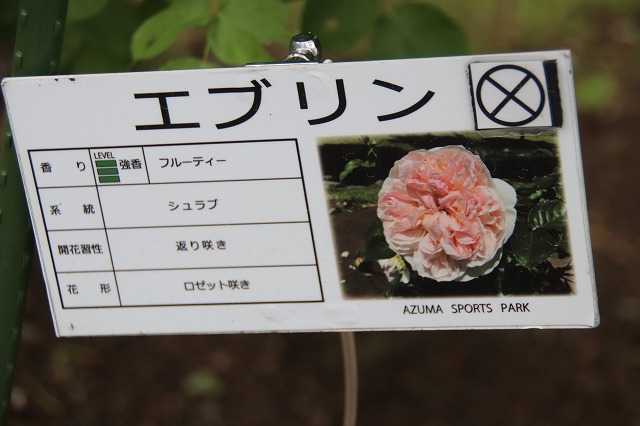 エブリン
香り LEVEL 強香 フルーティー
系統 シュラブ
開花習性 返り咲き
花形 ロゼット咲き
AZUMA SPORTS PARK